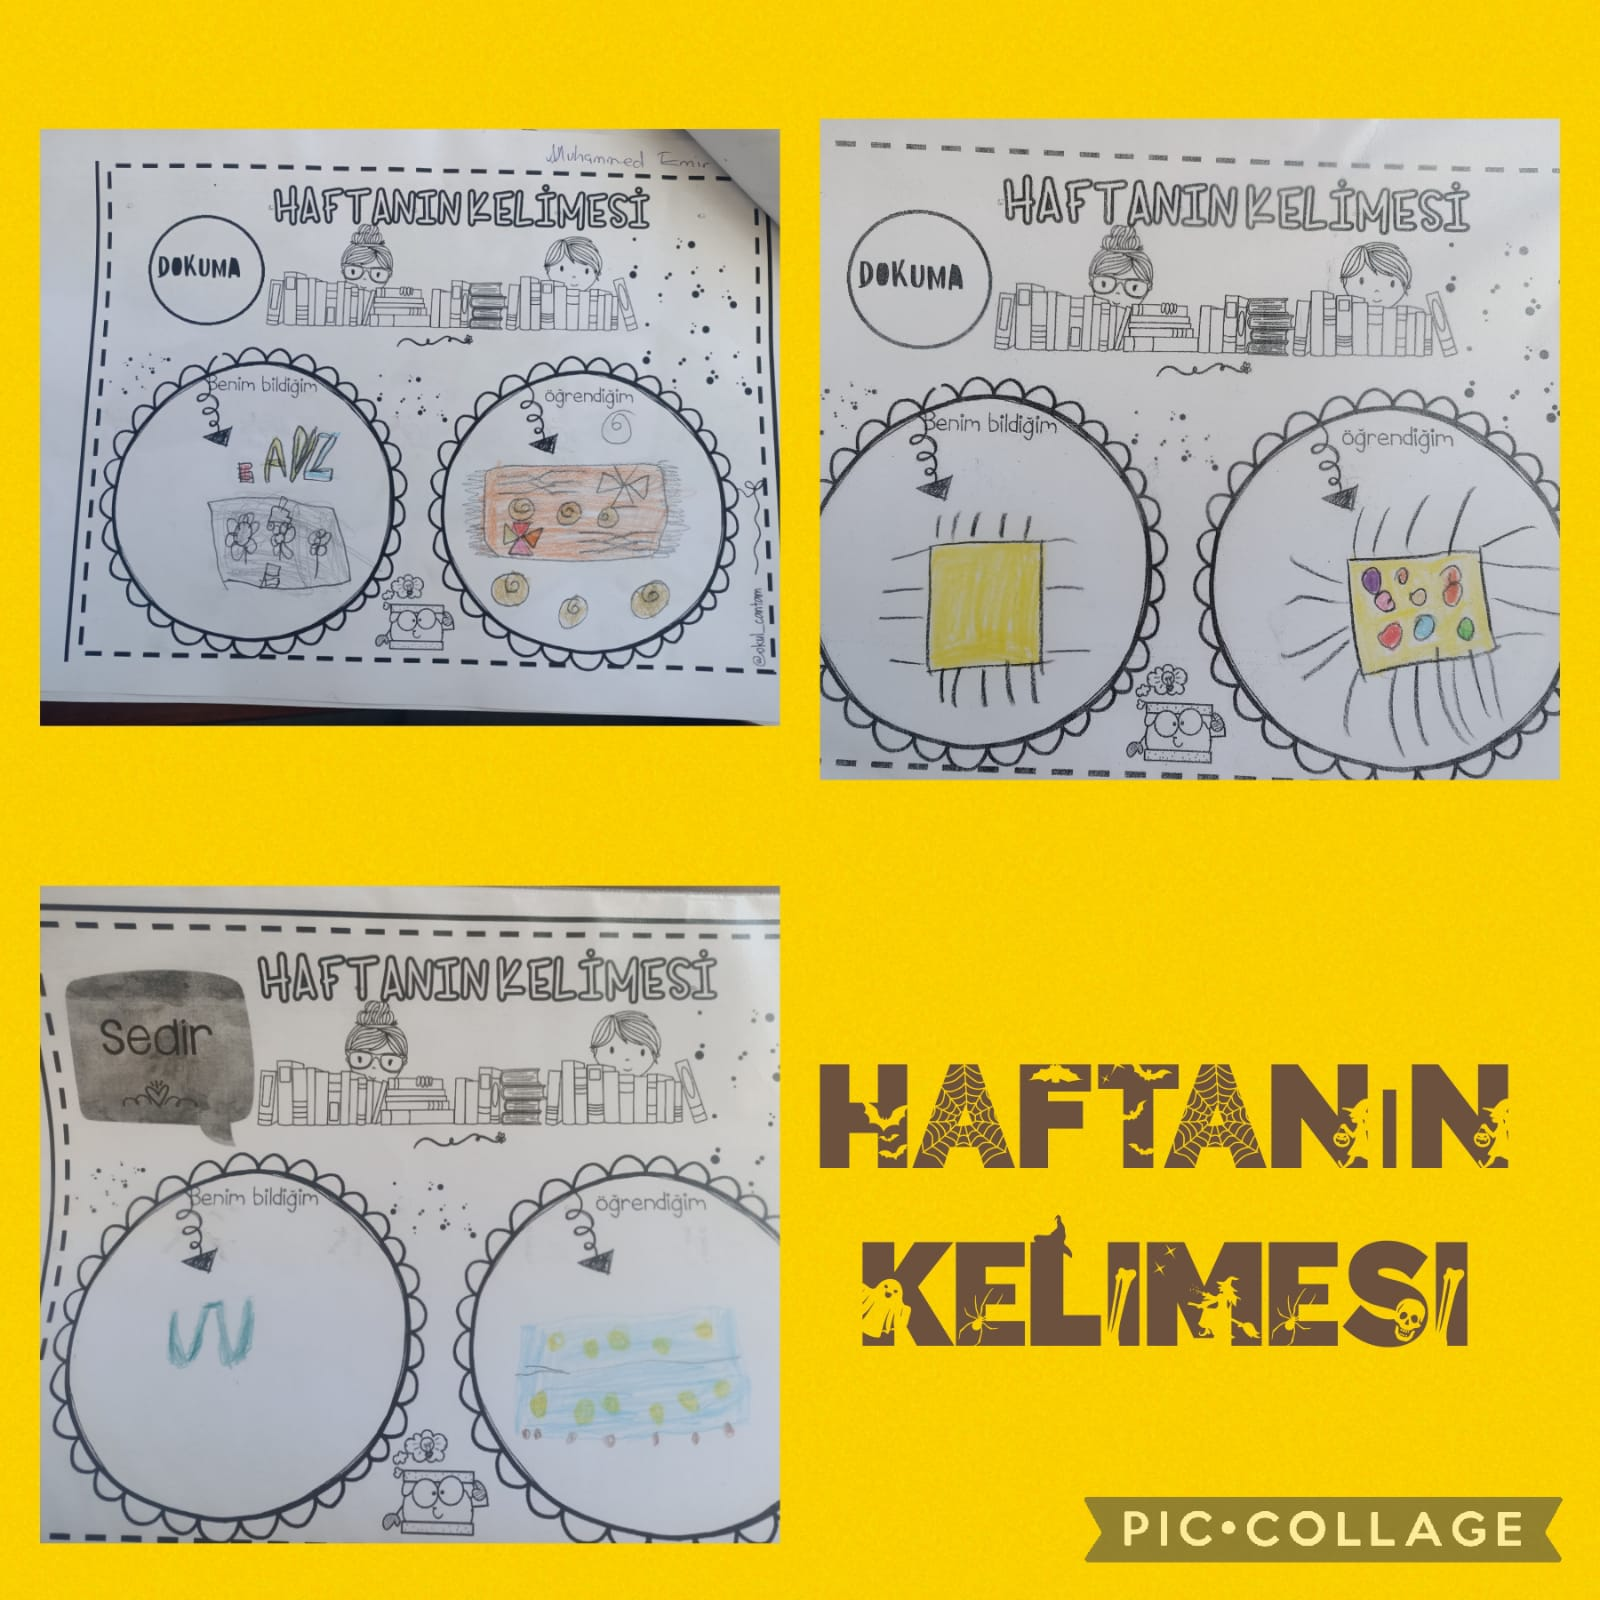 Muhammed Emir
HAFTANIN KELİMESİ
DOKUMA
Benim bildiğim
öğrendiğim
@okul_cantam
HAFTANIN KELİMESİ
DOKUMA
Benim bildiğim
öğrendiğim
HAFTANIN KELİMESİ
Sedir
Benim bildiğim
öğrendiğim
HAFTANIN
KELIMESI
PIC•COLLAGE